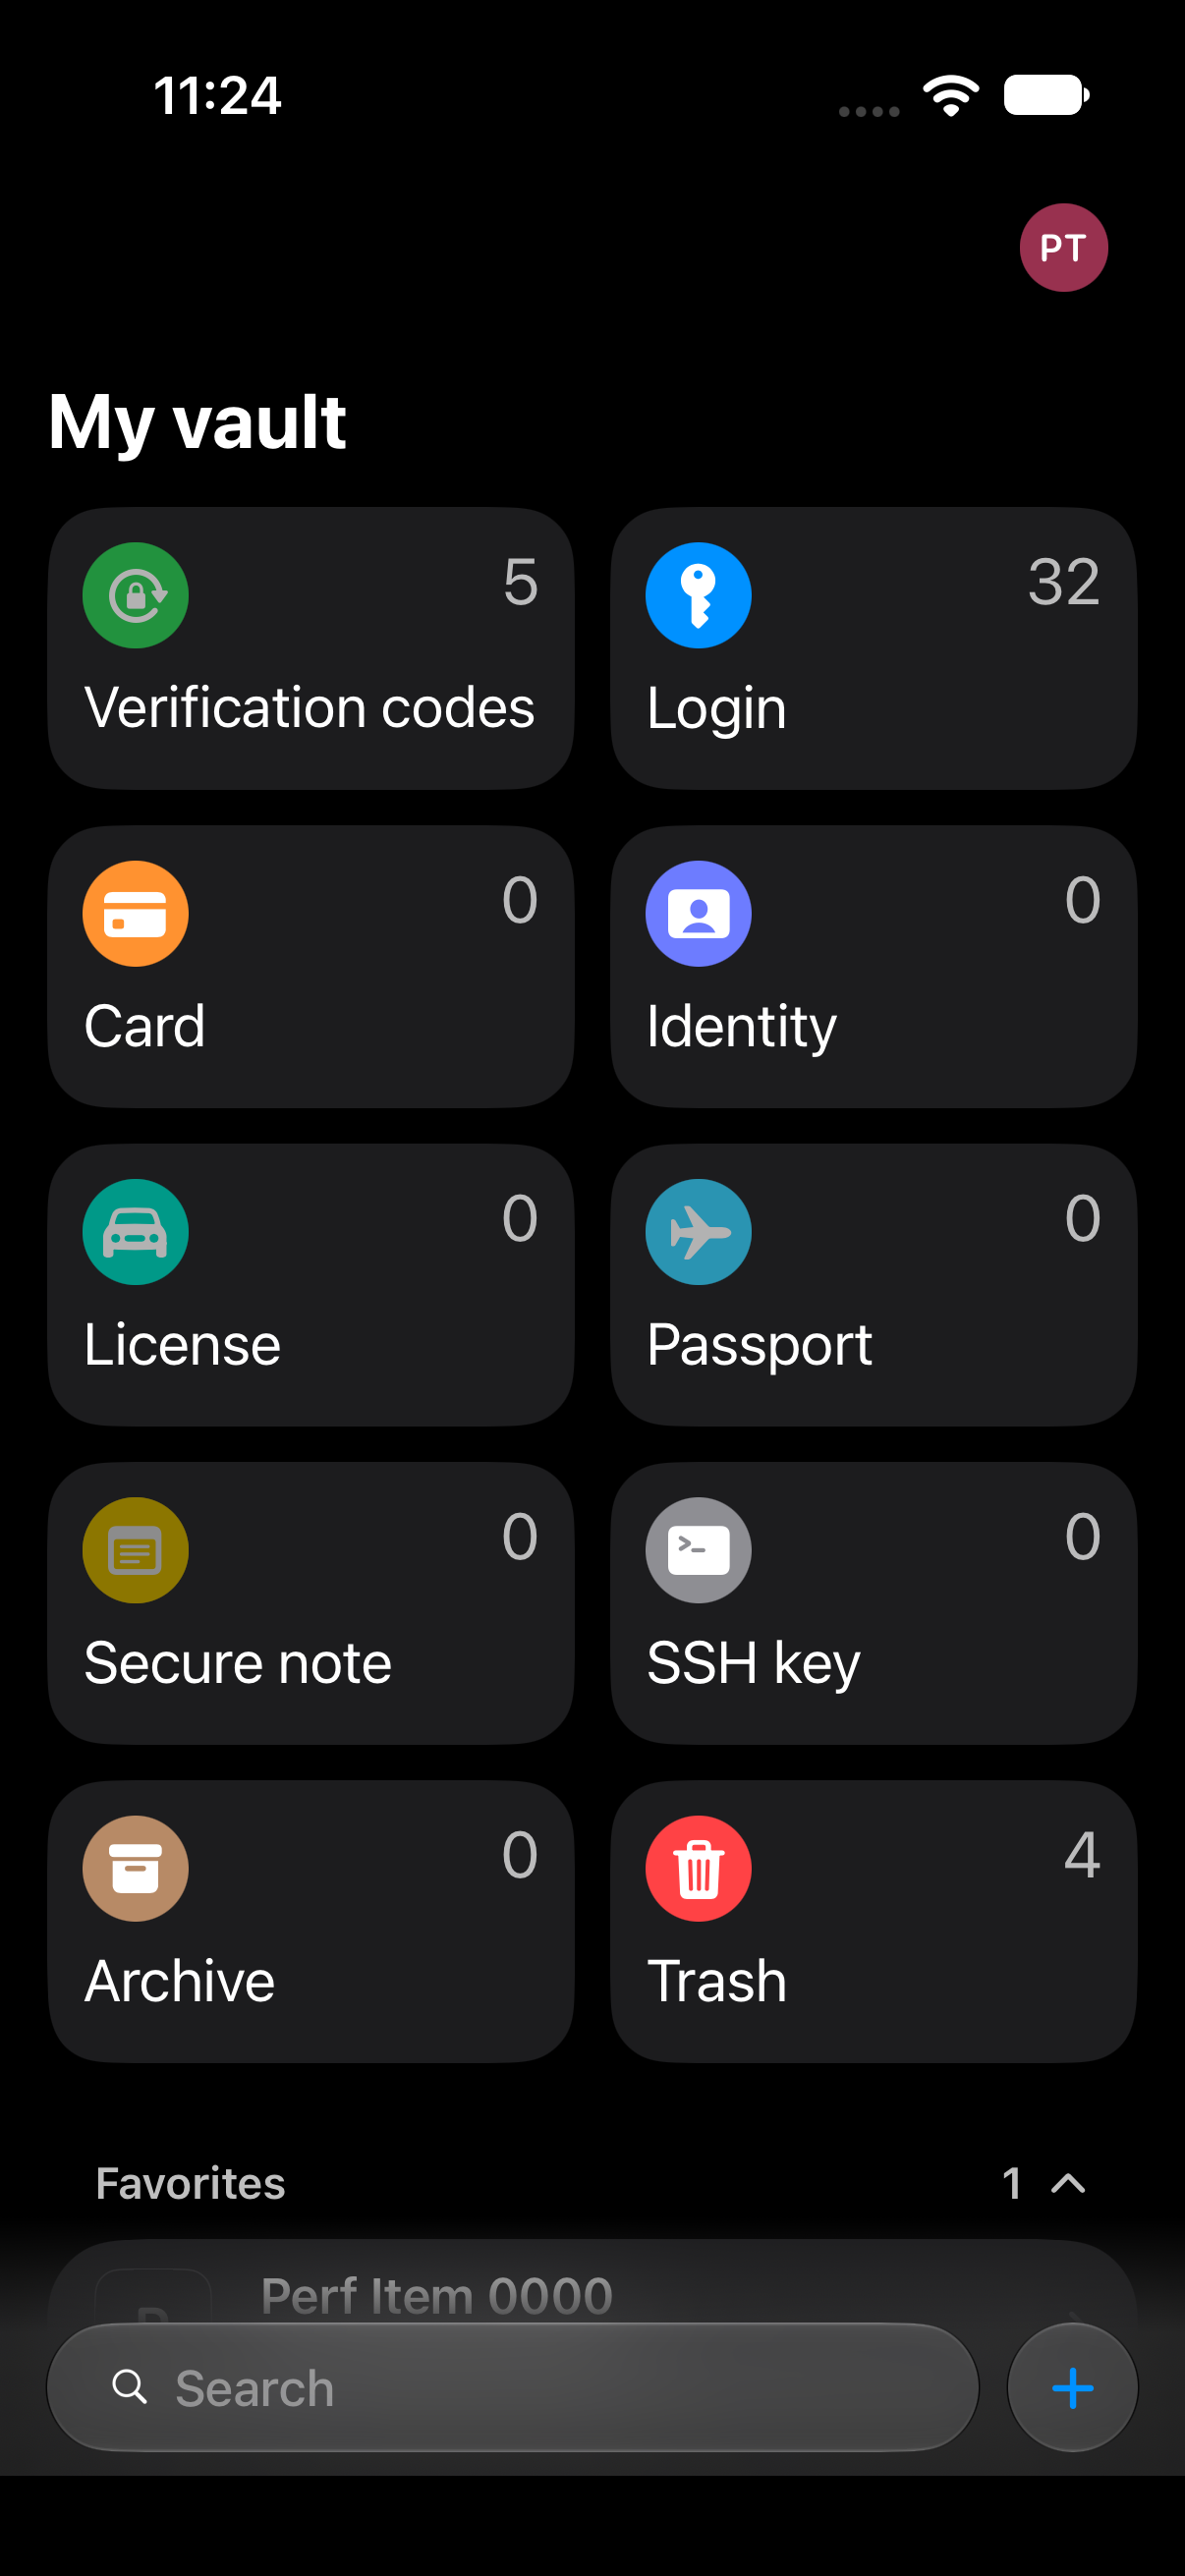 11:24
PT
My vault
5
Verification codes
32
Login
0
Card
0
Identity
0
License
0
Passport
0
Secure note
0
SSH key
0
Archive
4
Trash
Favorites 1
Perf Item 0000
Search